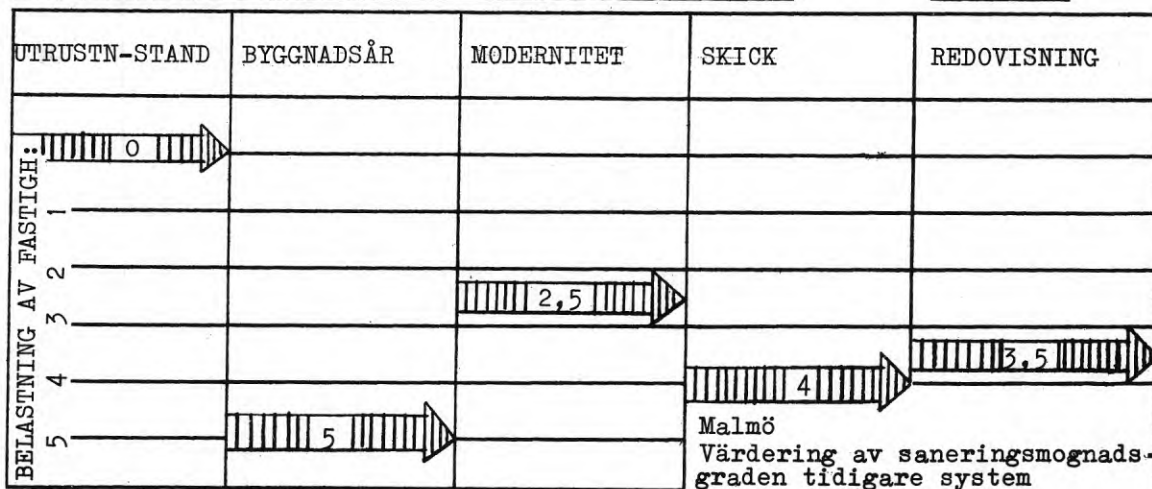 UTRUSTN-STAND BYGGNADSÅR MODERNITET SKICK REDOVISNING
BELASTNING AV FASTIGH:
0
1
2
2,5
3
3,5
4
4
5
5
Malmö
Värdering av saneringsmognads-
graden tidigare system